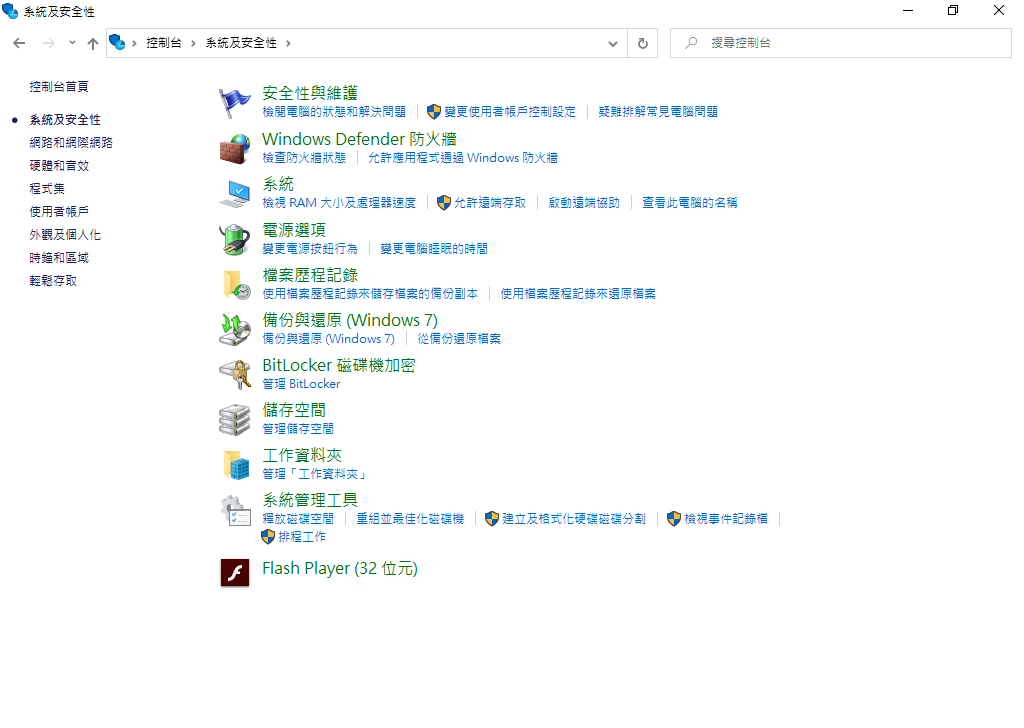 系統及安全性
控制台 系統及安全性
搜尋控制台
控制台首頁
系統及安全性
網路和網際網路
硬體和音效
程式集
使用者帳戶
外觀及個人化
時鐘和區域
輕鬆存取
安全性與維護
檢閱電腦的狀態和解決問題 變更使用者帳戶控制設定 疑難排解常見電腦問題
Windows Defender 防火牆
檢查防火牆狀態 允許應用程式通過 Windows 防火牆
系統
檢視 RAM 大小及處理器速度 允許遠端存取 啟動遠端協助 查看此電腦的名稱
電源選項
變更電源按鈕行為 變更電腦睡眠的時間
檔案歷程記錄
使用檔案歷程記錄來儲存檔案的備份副本 使用檔案歷程記錄來還原檔案
備份與還原 (Windows 7)
備份與還原 (Windows 7) 從備份還原檔案
BitLocker 磁碟機加密
管理 BitLocker
儲存空間
管理儲存空間
工作資料夾
管理「工作資料夾」
系統管理工具
釋放磁碟空間 重組並最佳化磁碟機 建立及格式化硬碟磁碟分割 檢視事件記錄檔
排程工作
Flash Player (32 位元)